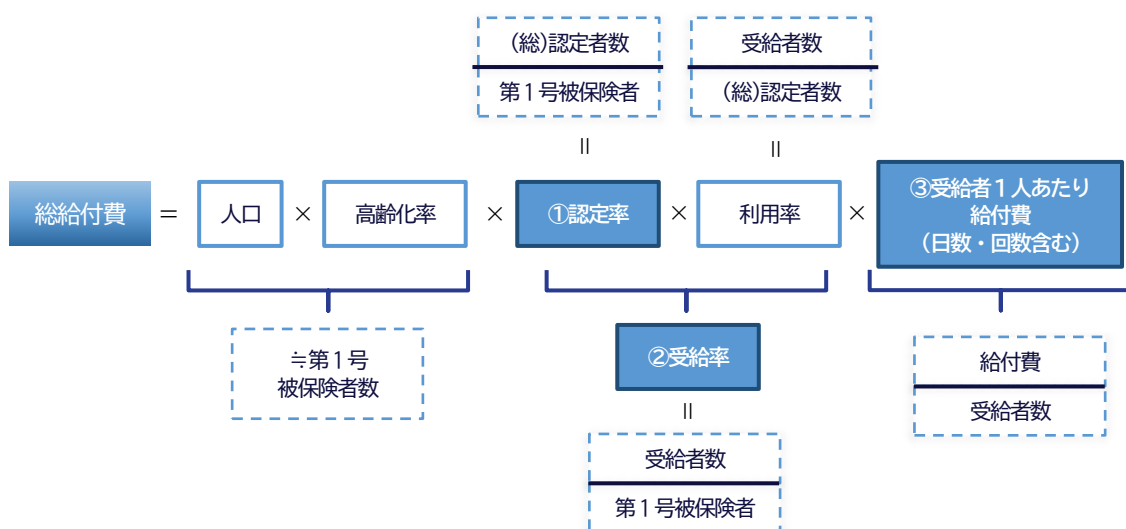 (総)認定者数
第１号被保険者
受給者数
(総)認定者数
＝
＝
総給付費
＝
人口
×
高齢化率
×
①認定率
×
利用率
×
③受給者１人あたり
給付費
（日数・回数含む）
≒第１号
被保険者数
②受給率
＝
受給者数
第１号被保険者
給付費
受給者数